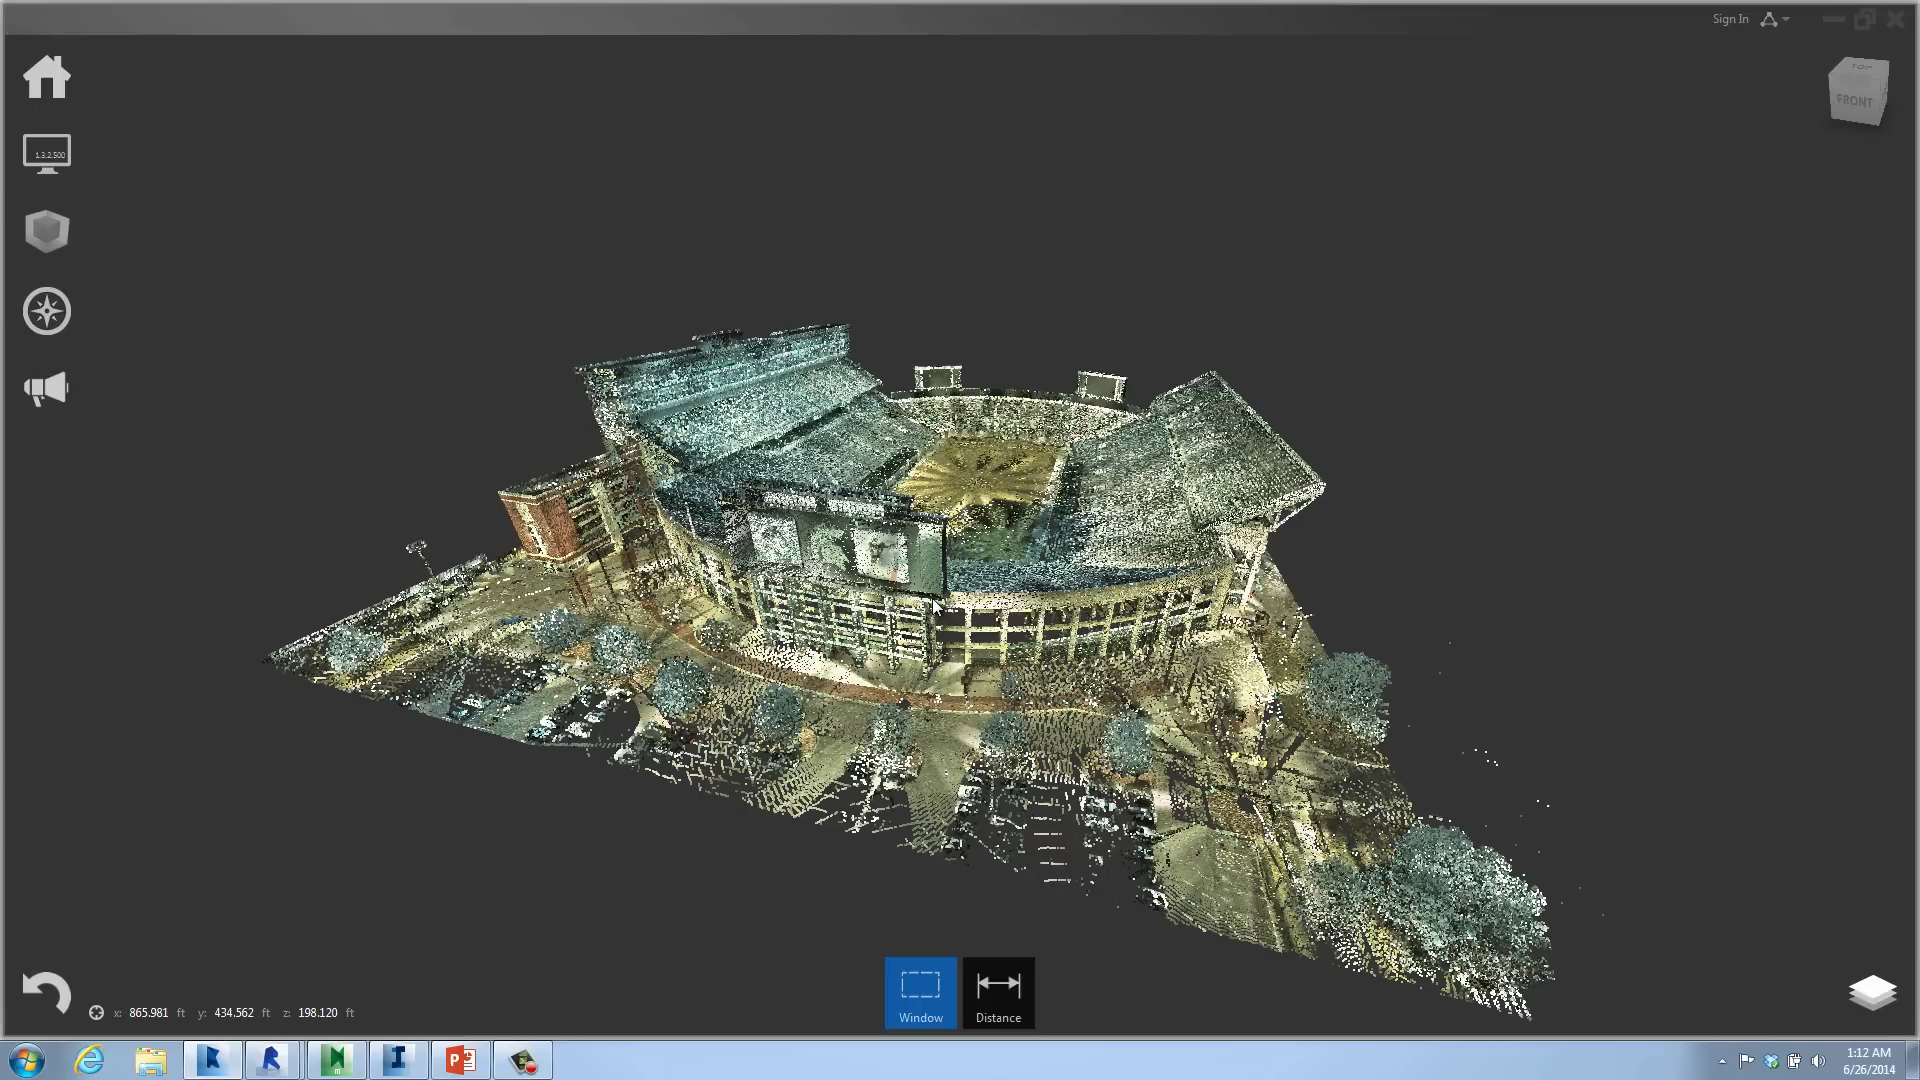 Sign In
TOP
FRONT
1.3.2.500
Window
Distance
x: 865.981 ft y: 434.562 ft z: 198.120 ft
1:12 AM
6/26/2014